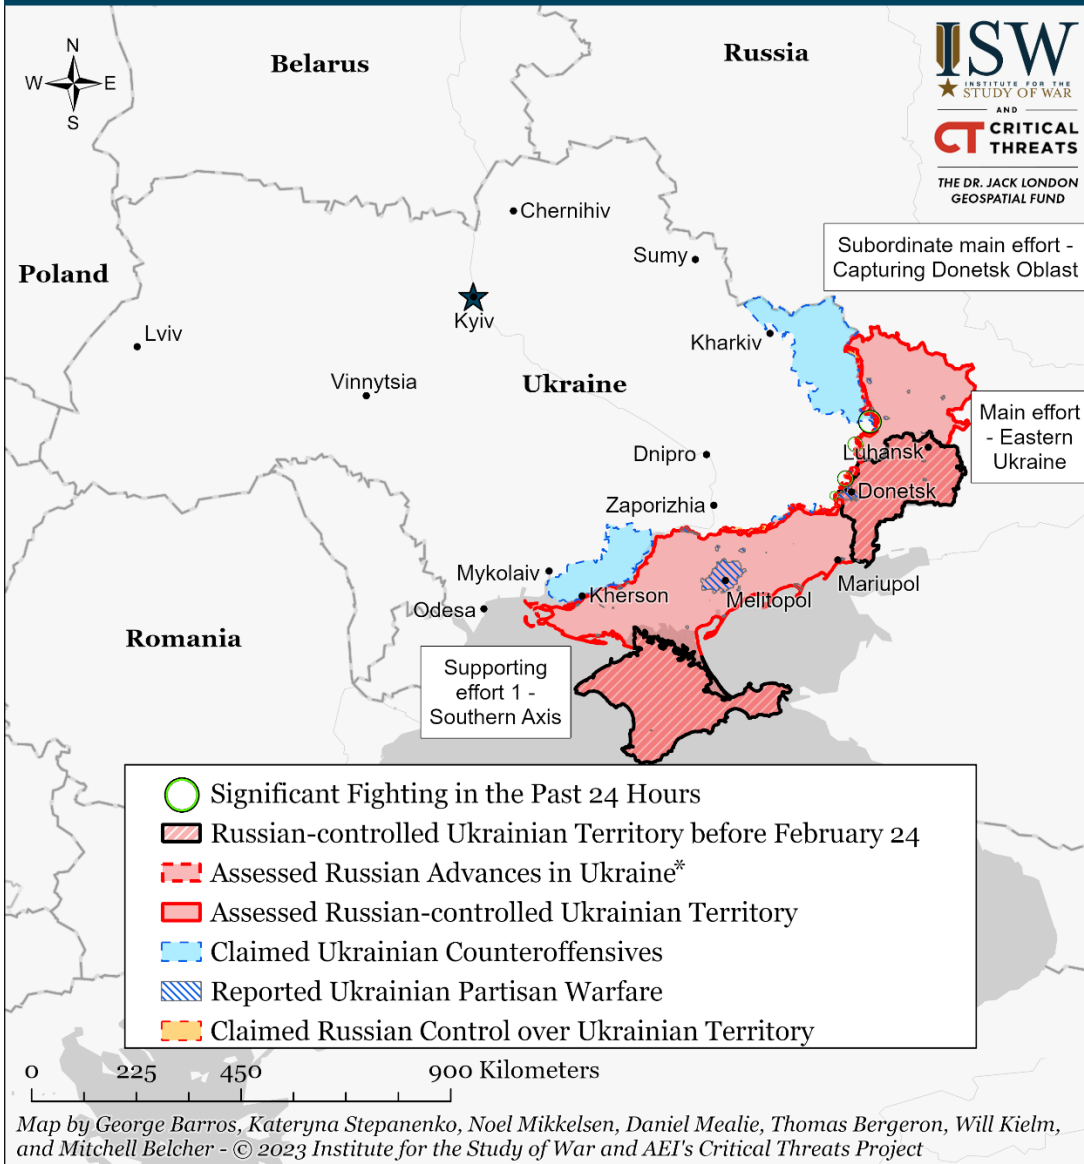 N
W
E
S
Belarus
Russia
ISW
INSTITUTE FOR THE
STUDY OF WAR
AND
CT CRITICAL
THREATS
THE DR. JACK LONDON
GEOSPATIAL FUND
Chernihiv
Sumy
Subordinate main effort -
Capturing Donetsk Oblast
Poland
Kyiv
Lviv
Kharkiv
Vinnytsia
Ukraine
Main effort
- Eastern
Ukraine
Dnipro
Luhansk
Donetsk
Zaporizhia
Mykolaiv
Mariupol
Kherson
Melitopol
Odesa
Romania
Supporting
effort 1 -
Southern Axis
Significant Fighting in the Past 24 Hours
Russian-controlled Ukrainian Territory before February 24
Assessed Russian Advances in Ukraine*
Assessed Russian-controlled Ukrainian Territory
Claimed Ukrainian Counteroffensives
Reported Ukrainian Partisan Warfare
Claimed Russian Control over Ukrainian Territory
0 225 450 900 Kilometers
Map by George Barros, Kateryna Stepanenko, Noel Mikkelsen, Daniel Mealie, Thomas Bergeron, Will Kielm,
and Mitchell Belcher - © 2023 Institute for the Study of War and AEI's Critical Threats Project